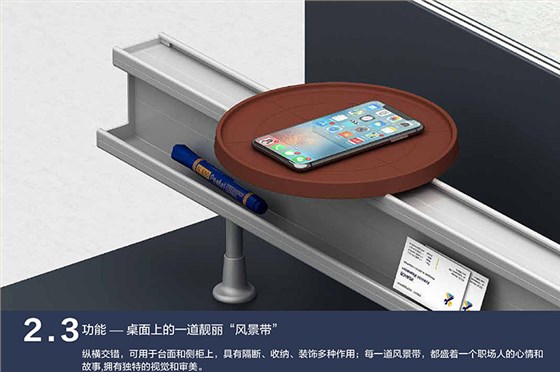 2.3 功能 — 桌面上的一道靓丽“风景带”
纵横交错，可用于台面和侧柜上，具有隔断、收纳、装饰多种作用；每一道风景带，都盛着一个职场人的心情和
故事,拥有独特的视觉和审美。